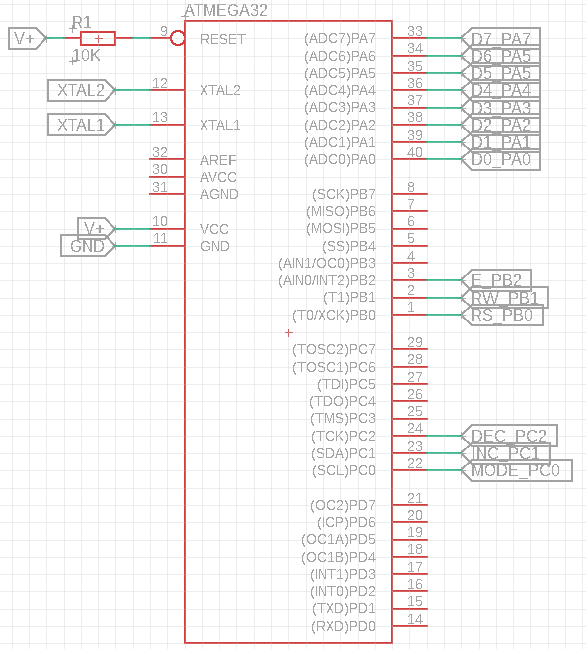 ATMEGA32
R1
V+
10K
9
RESET
XTAL2
12
XTAL2
XTAL1
13
XTAL1
32
AREF
30
AVCC
31
AGND
V+
10
VCC
GND
11
GND
(ADC7)PA7
33
D7_PA7
(ADC6)PA6
34
D6_PA5
(ADC5)PA5
35
D5_PA5
(ADC4)PA4
36
D4_PA4
(ADC3)PA3
37
D3_PA3
(ADC2)PA2
38
D2_PA2
(ADC1)PA1
39
D1_PA1
(ADC0)PA0
40
D0_PA0
(SCK)PB7
8
(MISO)PB6
7
(MOSI)PB5
6
(SS)PB4
5
(AIN1/OC0)PB3
4
(AIN0/INT2)PB2
3
E_PB2
(T1)PB1
2
RW_PB1
(T0/XCK)PB0
1
RS_PB0
(TOSC2)PC7
29
(TOSC1)PC6
28
(TDI)PC5
27
(TDO)PC4
26
(TMS)PC3
25
(TCK)PC2
24
DEC_PC2
(SDA)PC1
23
INC_PC1
(SCL)PC0
22
MODE_PC0
(OC2)PD7
21
(ICP)PD6
20
(OC1A)PD5
19
(OC1B)PD4
18
(INT1)PD3
17
(INT0)PD2
16
(TXD)PD1
15
(RXD)PD0
14